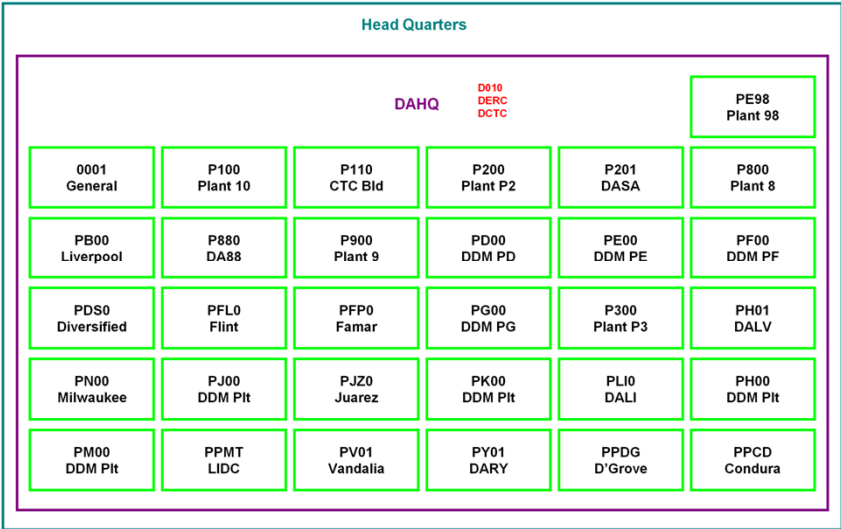 Head Quarters
DAHQ
D010
DERC
DCTC
PE98
Plant 98
0001
General
P100
Plant 10
P110
CTC Bld
P200
Plant P2
P201
DASA
P800
Plant 8
PB00
Liverpool
P880
DA88
P900
Plant 9
PD00
DDM PD
PE00
DDM PE
PF00
DDM PF
PDS0
Diversified
PFL0
Flint
PFP0
Famar
PG00
DDM PG
P300
Plant P3
PH01
DALV
PN00
Milwaukee
PJ00
DDM Plt
PJZ0
Juarez
PK00
DDM Plt
PLI0
DALI
PH00
DDM Plt
PM00
DDM Plt
PPMT
LIDC
PV01
Vandalia
PY01
DARY
PPDG
D'Grove
PPCD
Condura